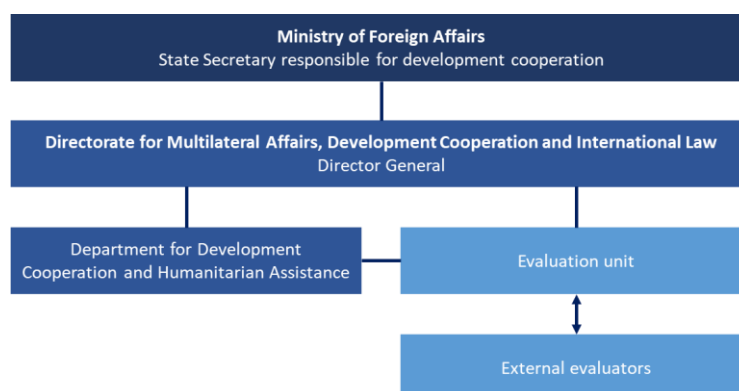 Ministry of Foreign Affairs
State Secretary responsible for development cooperation
Directorate for Multilateral Affairs, Development Cooperation and International Law
Director General
Department for Development
Cooperation and Humanitarian Assistance
Evaluation unit
External evaluators